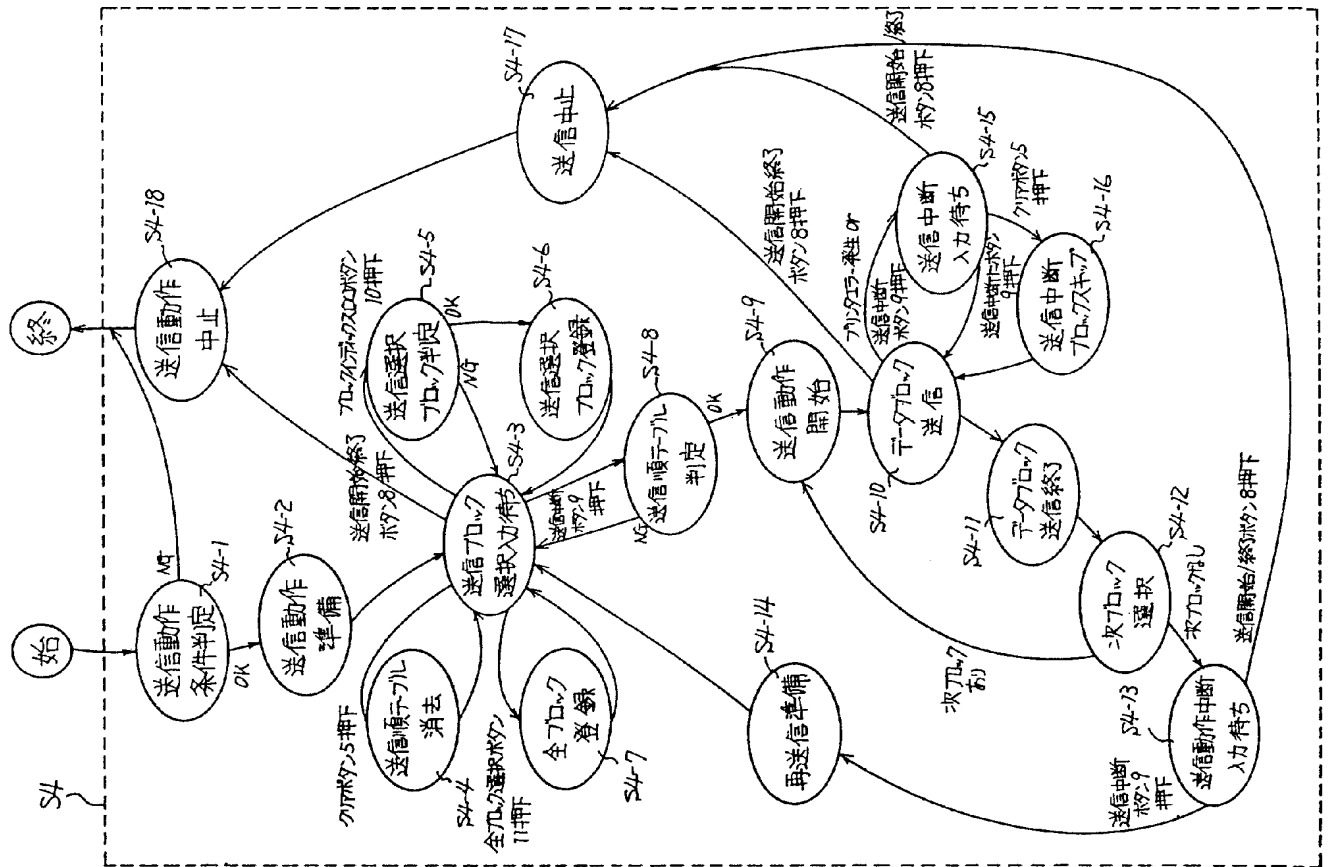 S4
始
終
送信動作
条件判定
S4-1
NG
OK
送信動作
準備
S4-2
送信動作
中止
S4-18
送信中止
S4-17
クリアボタン5押下
送信順テーブル
消去
S4-4
全ブロック選択ボタン
11押下
全ブロック
登録
S4-7
送信ブロック
選択入力待ち
S4-3
送信開始/終了
ボタン8押下
ブロックインディックス口ロボタン
10押下
送信選択
ブロック判定
S4-5
NG
OK
送信選択
ブロック登録
S4-6
送信中断
ボタン9
押下
NG
送信順テーブル
判定
S4-8
OK
送信動作
開始
S4-9
送信開始終了
ボタン8押下
データブロック
送信
S4-10
プリンタエラー発生or
送信中断
ボタン9押下
送信中断
入力待ち
S4-15
送信開始/終了
ボタン8押下
送信中断ボタン
9押下
クリアボタン5
押下
送信中断
ブロックスキップ
S4-16
データブロック
送信終了
S4-11
次ブロック
選択
S4-12
次ブロック
あり
次ブロックなし
再送信準備
S4-14
送信動作中断
入力待ち
S4-13
送信中断
ボタン9
押下
送信開始/終了ボタン8押下